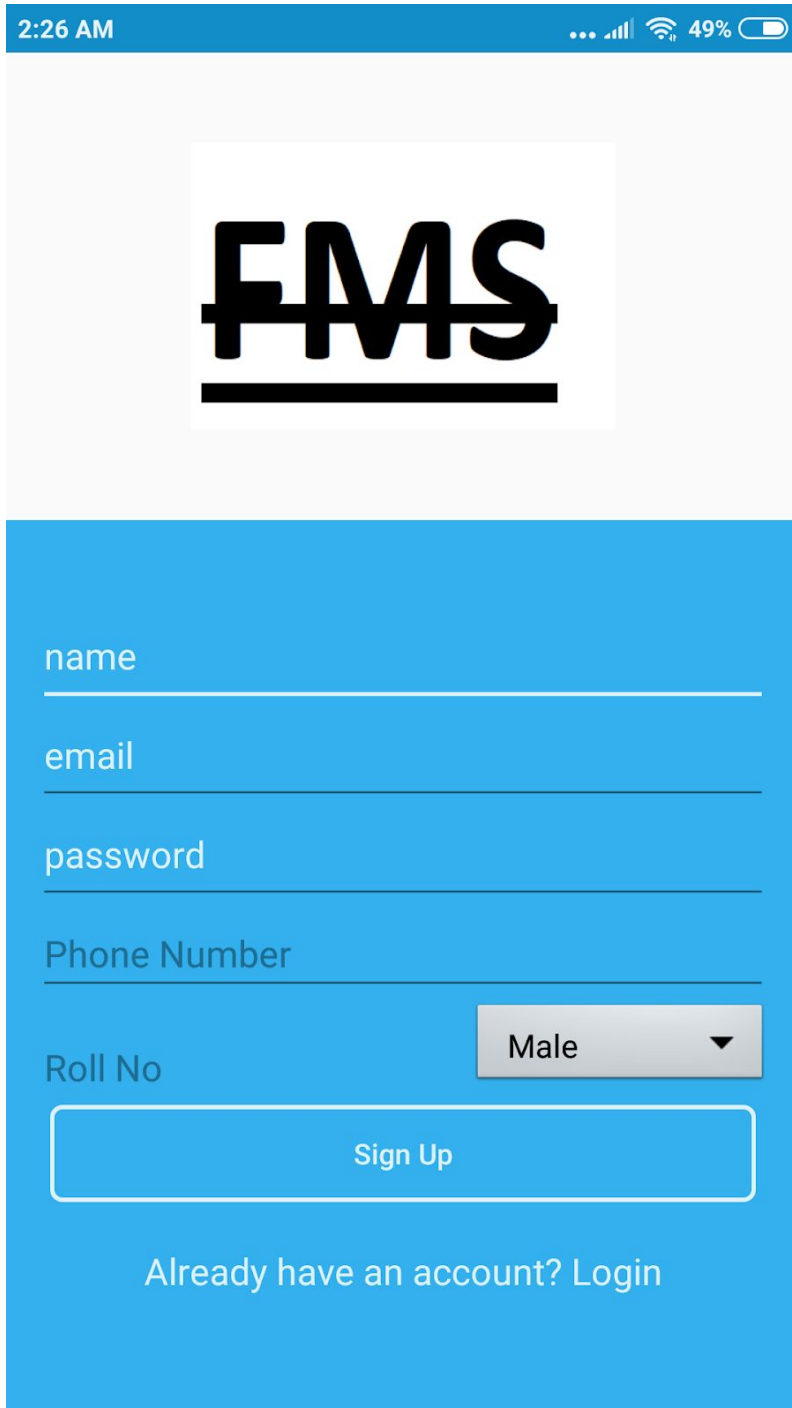 2:26 AM 49%
FMS
name
email
password
Phone Number
Male
Roll No
Sign Up
Already have an account? Login